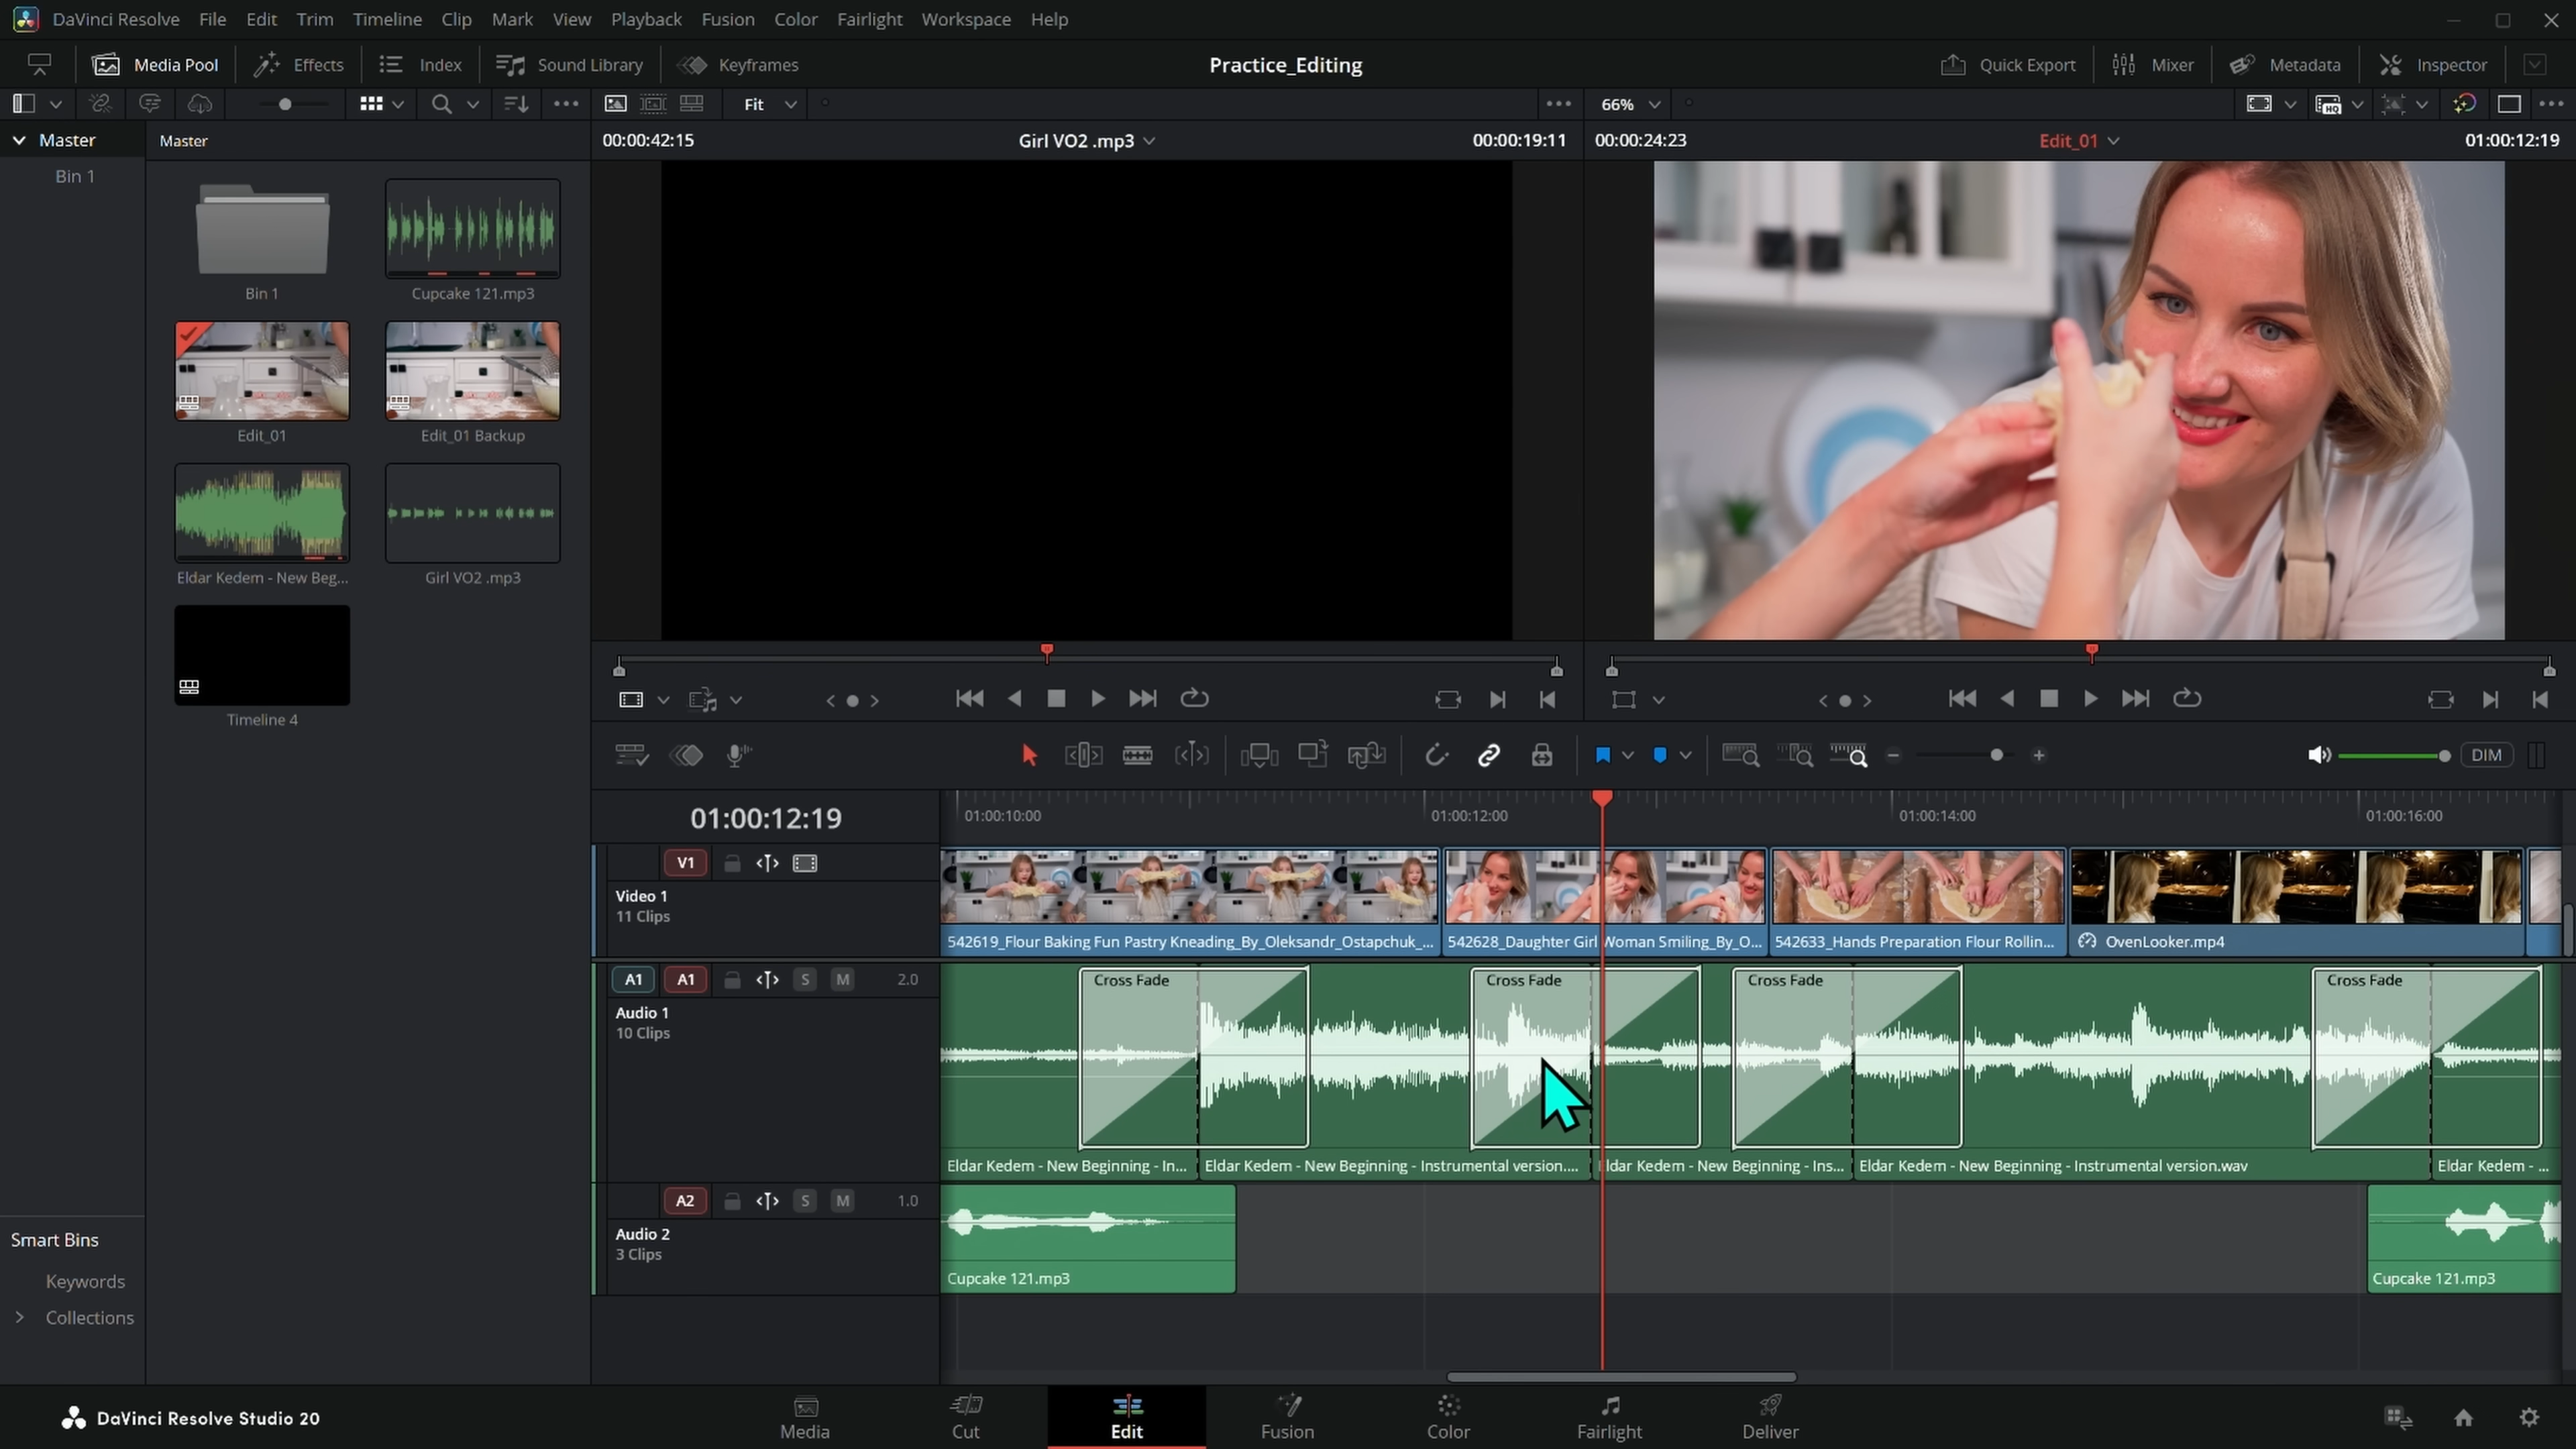 DaVinci Resolve File Edit Trim Timeline Clip Mark View Playback Fusion Color Fairlight Workspace Help
Media Pool Effects Index Sound Library Keyframes Practice_Editing Quick Export Mixer Metadata Inspector
Fit 66%
Master Master 00:00:42:15 Girl VO2 .mp3 00:00:19:11 00:00:24:23 Edit_01 01:00:12:19
Bin 1
Bin 1 Cupcake 121.mp3
Edit_01 Edit_01 Backup
Eldar Kedem - New Beg... Girl VO2 .mp3
Timeline 4
DIM
01:00:12:19 01:00:10:00 01:00:12:00 01:00:14:00 01:00:16:00
V1
Video 1
11 Clips
542619_Flour Baking Fun Pastry Kneading_By_Oleksandr_Ostapchuk_... 542628_Daughter Girl Woman Smiling_By_O... 542633_Hands Preparation Flour Rollin... OvenLooker.mp4
A1 A1 S M 2.0 Cross Fade Cross Fade Cross Fade Cross Fade
Audio 1
10 Clips
Eldar Kedem - New Beginning - In... Eldar Kedem - New Beginning - Instrumental version.... Eldar Kedem - New Beginning - Ins... Eldar Kedem - New Beginning - Instrumental version.wav Eldar Kedem - ...
A2 S M 1.0
Audio 2
3 Clips
Cupcake 121.mp3 Cupcake 121.mp3
Smart Bins
Keywords
Collections
DaVinci Resolve Studio 20 Media Cut Edit Fusion Color Fairlight Deliver